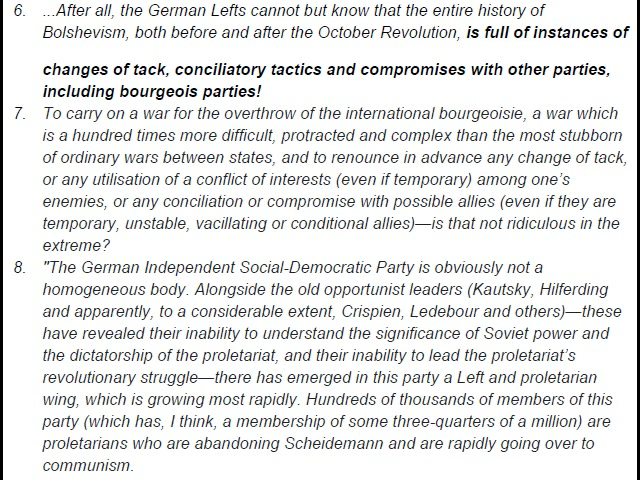 6. ...After all, the German Lefts cannot but know that the entire history of
Bolshevism, both before and after the October Revolution, is full of instances of
changes of tack, conciliatory tactics and compromises with other parties,
including bourgeois parties!
7. To carry on a war for the overthrow of the international bourgeoisie, a war which
is a hundred times more difficult, protracted and complex than the most stubborn
of ordinary wars between states, and to renounce in advance any change of tack,
or any utilisation of a conflict of interests (even if temporary) among one's
enemies, or any conciliation or compromise with possible allies (even if they are
temporary, unstable, vacillating or conditional allies)—is that not ridiculous in the
extreme?
8. "The German Independent Social-Democratic Party is obviously not a
homogeneous body. Alongside the old opportunist leaders (Kautsky, Hilferding
and apparently, to a considerable extent, Crispien, Ledebour and others)—these
have revealed their inability to understand the significance of Soviet power and
the dictatorship of the proletariat, and their inability to lead the proletariat's
revolutionary struggle—there has emerged in this party a Left and proletarian
wing, which is growing most rapidly. Hundreds of thousands of members of this
party (which has, I think, a membership of some three-quarters of a million) are
proletarians who are abandoning Scheidemann and are rapidly going over to
communism.